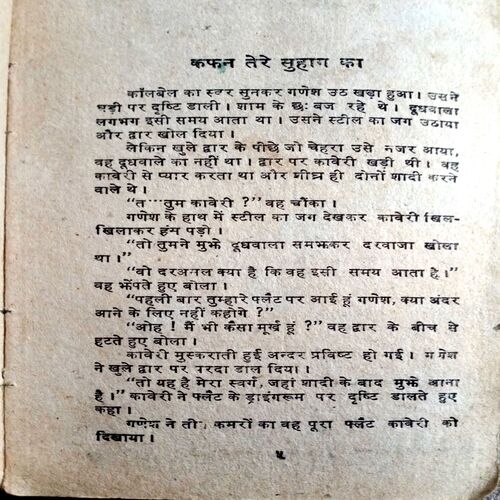 कफन तेरे सुहाग का
कॉलबेल का स्वर सुनकर गणेश उठ खड़ा हुआ। उसने
घड़ी पर दृष्टि डाली। शाम के छः बज रहे थे। दूधवाला
लगभग इसी समय आता था। उसने स्टील का जग उठाया
और द्वार खोल दिया।
लेकिन खुले द्वार के पीछे जो चेहरा उसे नजर आया,
वह दूधवाले का नहीं था। द्वार पर कावेरी खड़ी थी। वह
कावेरी से प्यार करता था और शीघ्र ही दोनों शादी करने
वाले थे।
“त...तुम कावेरी ?” वह चौंका।
गणेश के हाथ में स्टील का जग देखकर कावेरी खिल-
खिलाकर हंस पड़ी।
“तो तुमने मुझे दूधवाला समझकर दरवाजा खोला
था।”
“वो दरअसल क्या है कि वह इसी समय आता है।”
वह झेंपते हुए बोला।
“पहली बार तुम्हारे फ्लैट पर आई हूं गणेश, क्या अंदर
आने के लिए नहीं कहोगे ?”
“ओह ! मैं भी कैसा मूर्ख हूं ?” वह द्वार के बीच से
हटते हुए बोला।
कावेरी मुस्कराती हुई अन्दर प्रविष्ट हो गई। गणेश
ने खुले द्वार पर परदा डाल दिया।
“तो यह है मेरा स्वर्ग, जहां शादी के बाद मुझे आना
है।” कावेरी ने फ्लैट के ड्राइंगरूम पर दृष्टि डालते हुए
कहा।
गणेश ने ती कमरों का वह पूरा फ्लैट कावेरी को
दिखाया।
५